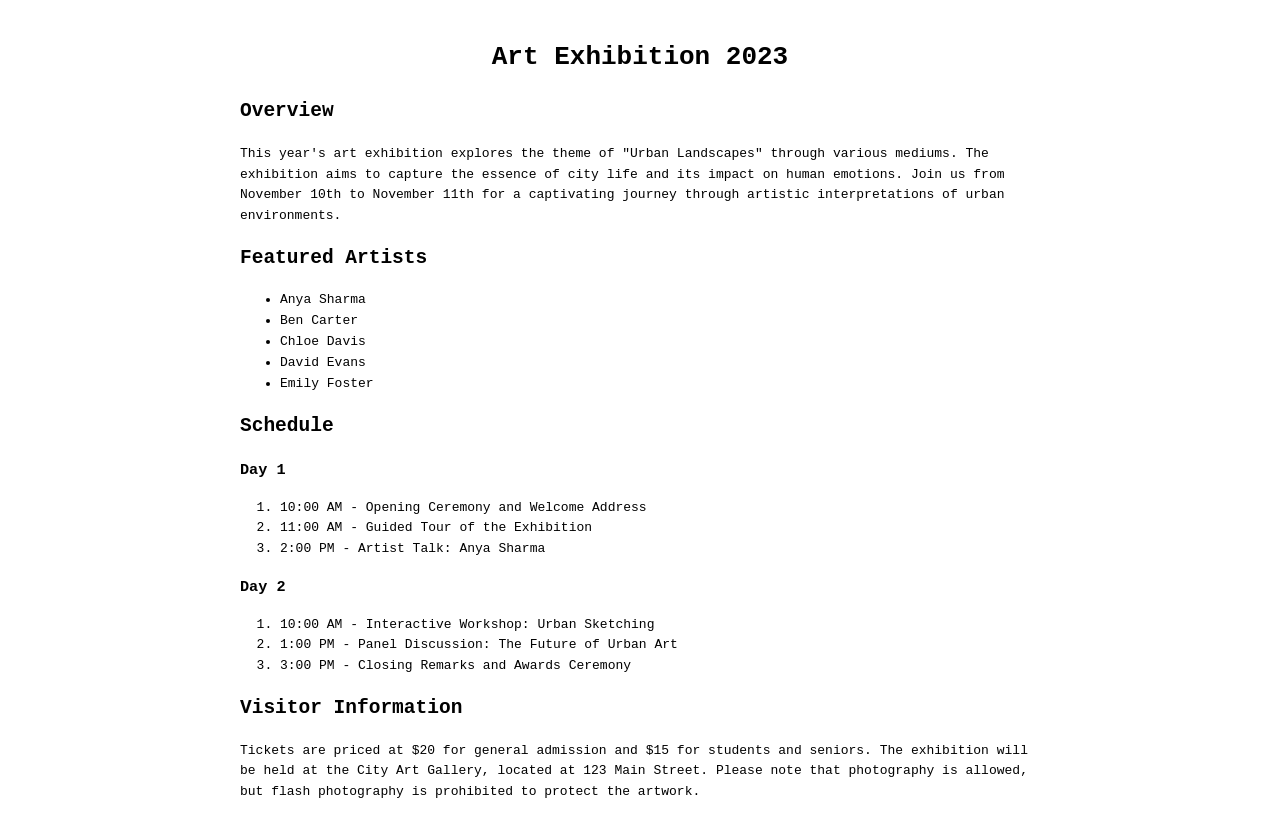 Art Exhibition 2023
Overview
This year's art exhibition explores the theme of "Urban Landscapes" through various mediums. The
exhibition aims to capture the essence of city life and its impact on human emotions. Join us from
November 10th to November 11th for a captivating journey through artistic interpretations of urban
environments.
Featured Artists
• Anya Sharma
• Ben Carter
• Chloe Davis
• David Evans
• Emily Foster
Schedule
Day 1
1. 10:00 AM - Opening Ceremony and Welcome Address
2. 11:00 AM - Guided Tour of the Exhibition
3. 2:00 PM - Artist Talk: Anya Sharma
Day 2
1. 10:00 AM - Interactive Workshop: Urban Sketching
2. 1:00 PM - Panel Discussion: The Future of Urban Art
3. 3:00 PM - Closing Remarks and Awards Ceremony
Visitor Information
Tickets are priced at $20 for general admission and $15 for students and seniors. The exhibition will
be held at the City Art Gallery, located at 123 Main Street. Please note that photography is allowed,
but flash photography is prohibited to protect the artwork.